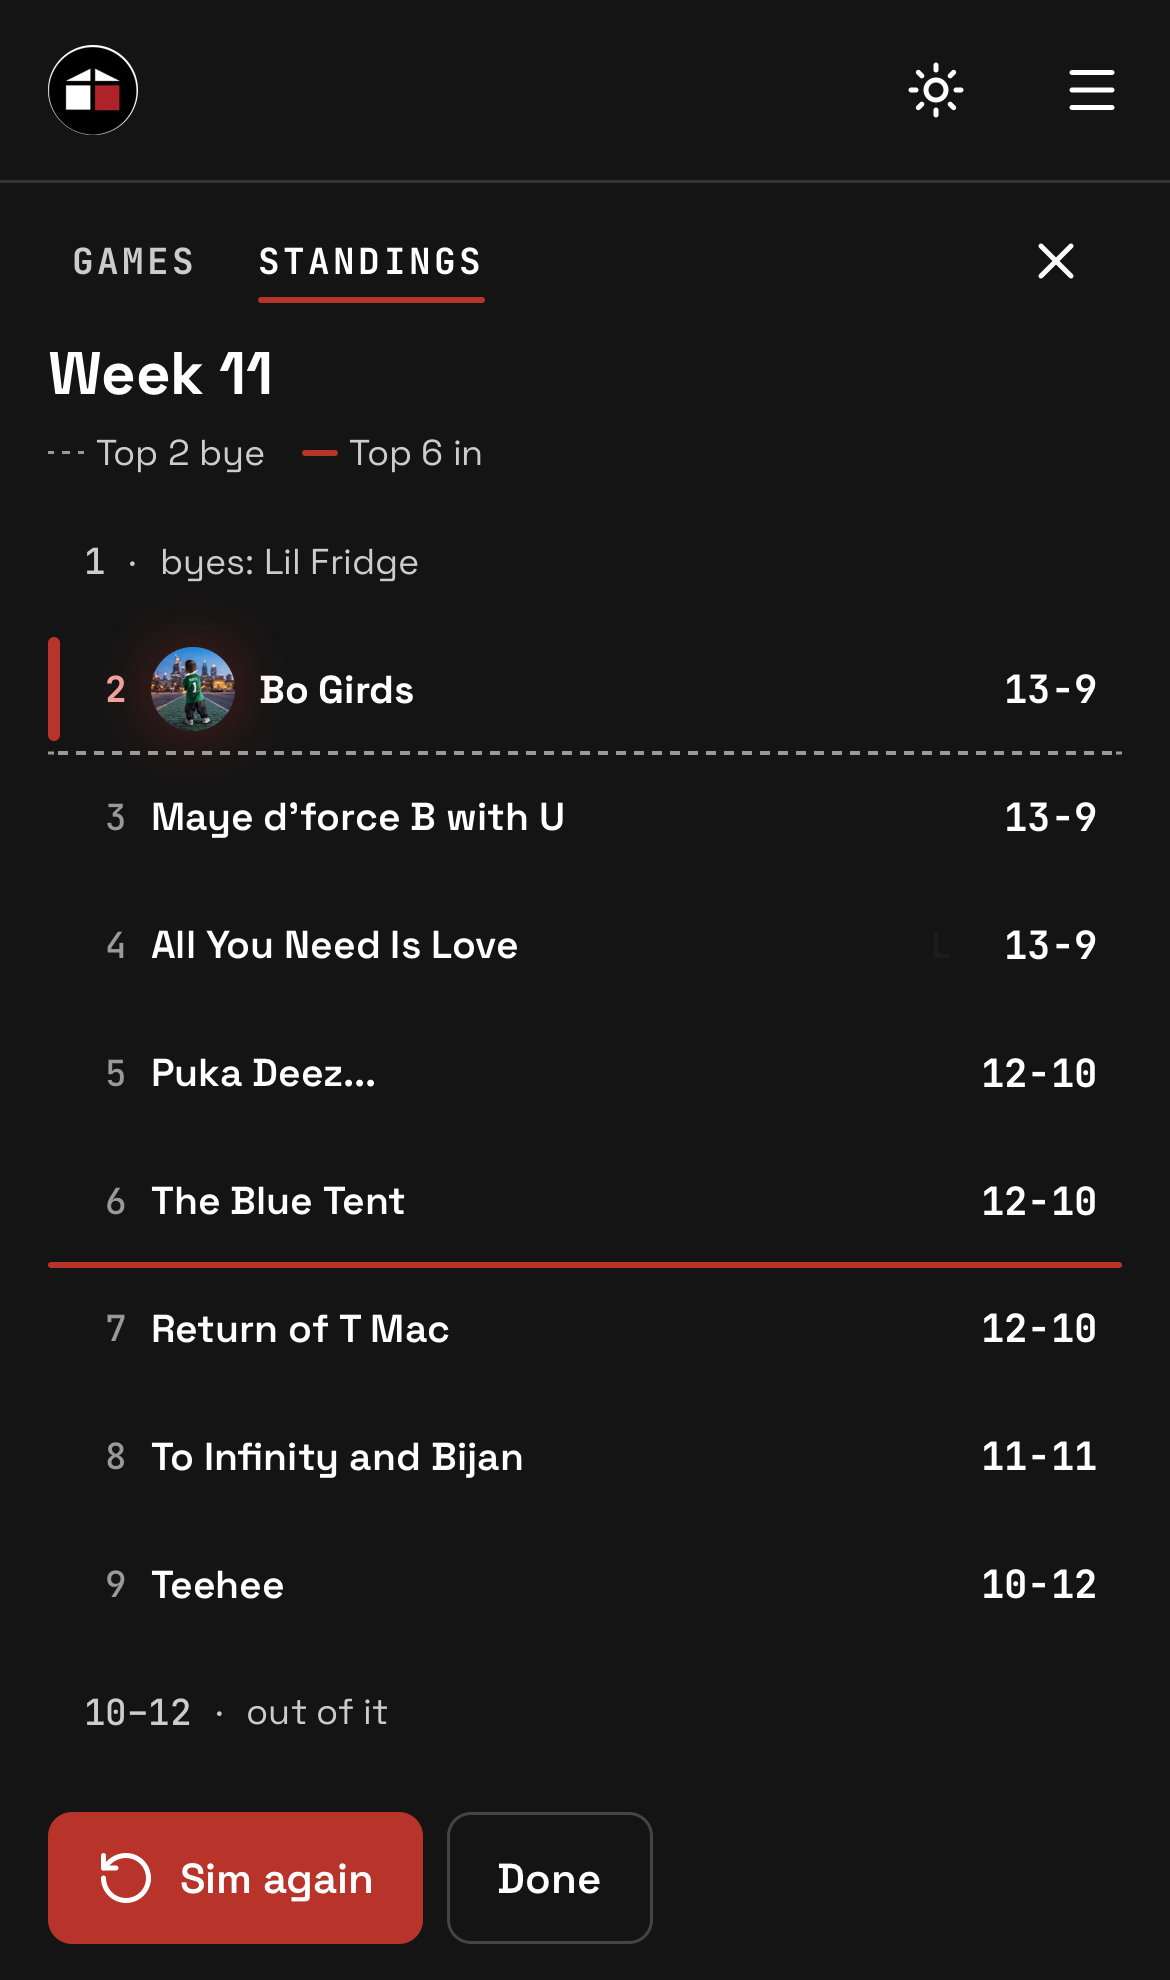 GAMES STANDINGS
Week 11
--- Top 2 bye — Top 6 in
1 · byes: Lil Fridge
2 Bo Girds 13-9
3 Maye d'force B with U 13-9
4 All You Need Is Love L 13-9
5 Puka Deez... 12-10
6 The Blue Tent 12-10
7 Return of T Mac 12-10
8 To Infinity and Bijan 11-11
9 Teehee 10-12
10–12 · out of it
Sim again Done